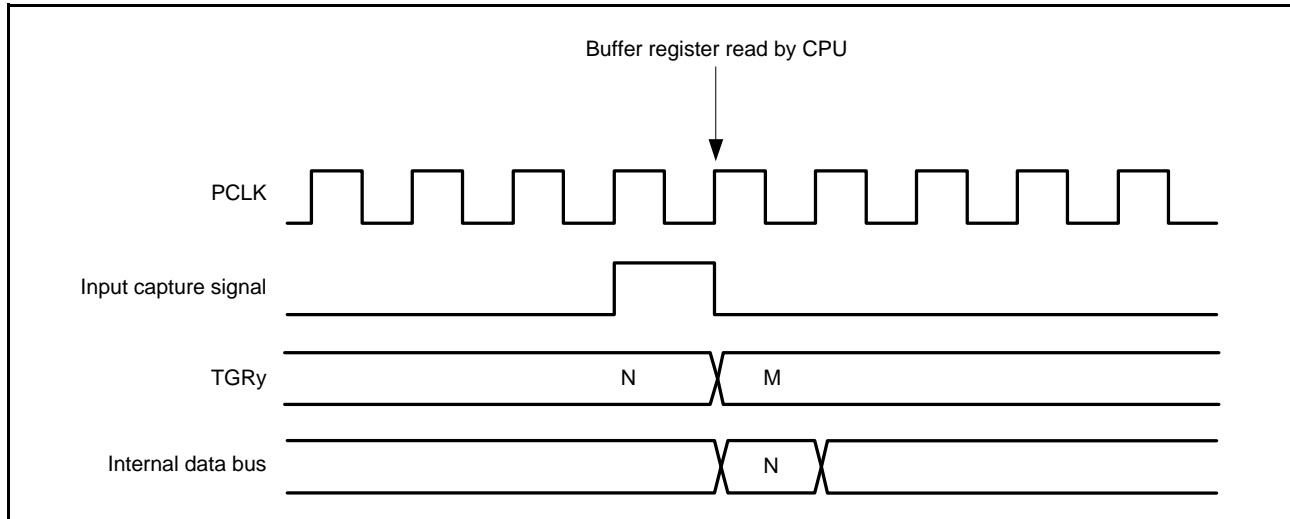 Buffer register read by CPU
PCLK
Input capture signal
TGRy
N
M
Internal data bus
N